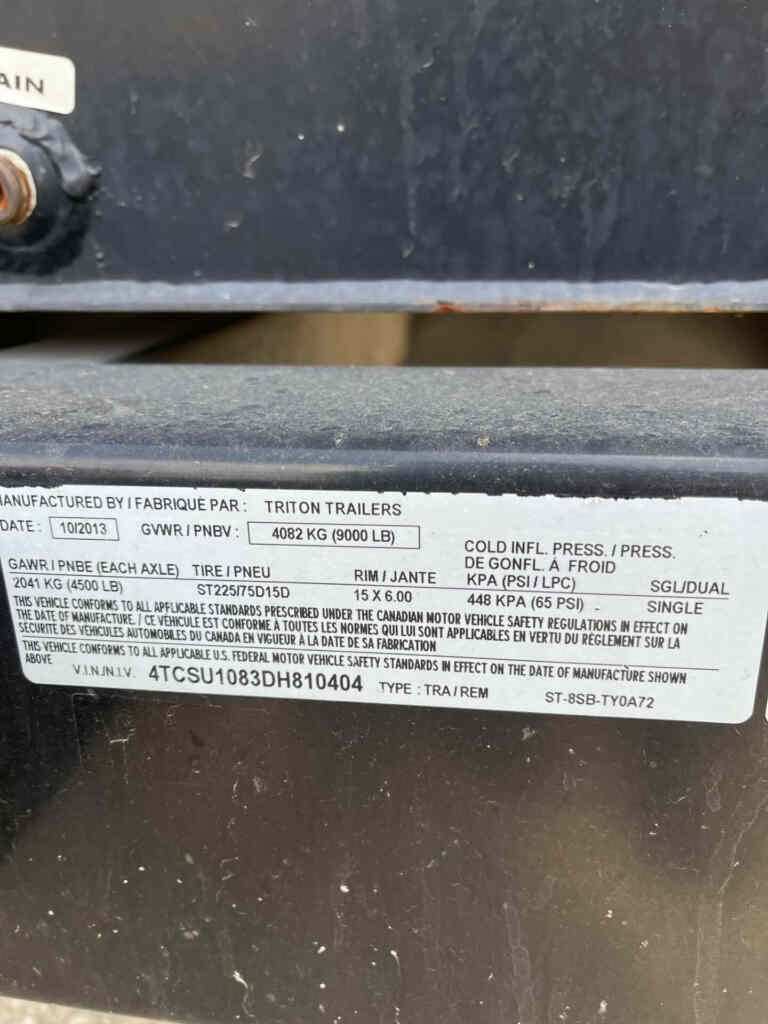 AIN
MANUFACTURED BY / FABRIQUÉ PAR : TRITON TRAILERS
DATE : 10/2013 GVWR / PNBV : 4082 KG (9000 LB)
COLD INFL. PRESS. / PRESS.
DE GONFL. À FROID
GAWR / PNBE (EACH AXLE) TIRE / PNEU RIM / JANTE KPA (PSI / LPC) SGL/DUAL
2041 KG (4500 LB) ST225/75D15D 15 X 6.00 448 KPA (65 PSI) SINGLE
THIS VEHICLE CONFORMS TO ALL APPLICABLE STANDARDS PRESCRIBED UNDER THE CANADIAN MOTOR VEHICLE SAFETY REGULATIONS IN EFFECT ON
THE DATE OF MANUFACTURE. / CE VÉHICULE EST CONFORME À TOUTES LES NORMES QUI LUI SONT APPLICABLES EN VERTU DU RÈGLEMENT SUR LA
SÉCURITÉ DES VÉHICULES AUTOMOBILES DU CANADA EN VIGUEUR À LA DATE DE SA FABRICATION
THIS VEHICLE CONFORMS TO ALL APPLICABLE U.S. FEDERAL MOTOR VEHICLE SAFETY STANDARDS IN EFFECT ON THE DATE OF MANUFACTURE SHOWN
ABOVE
V.I.N./N.I.V. 4TCSU1083DH810404 TYPE : TRA / REM ST-8SB-TY0A72